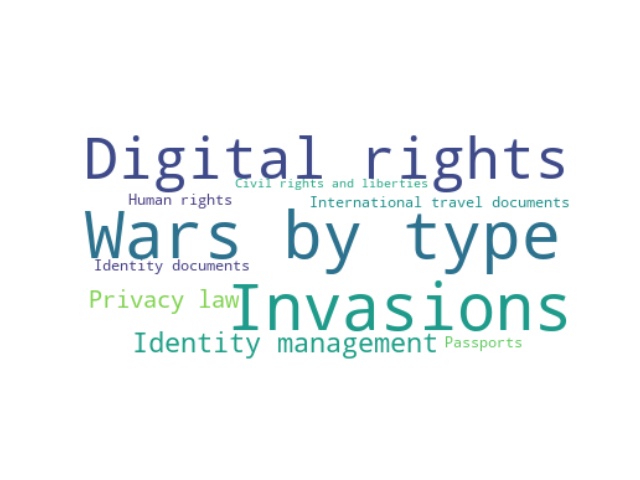 Digital rights
Civil rights and liberties
Human rights
International travel documents
Wars by type
Identity documents
Privacy law
Invasions
Identity management
Passports